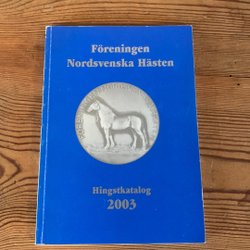 Föreningen
Nordsvenska Hästen
Hingstkatalog
2003